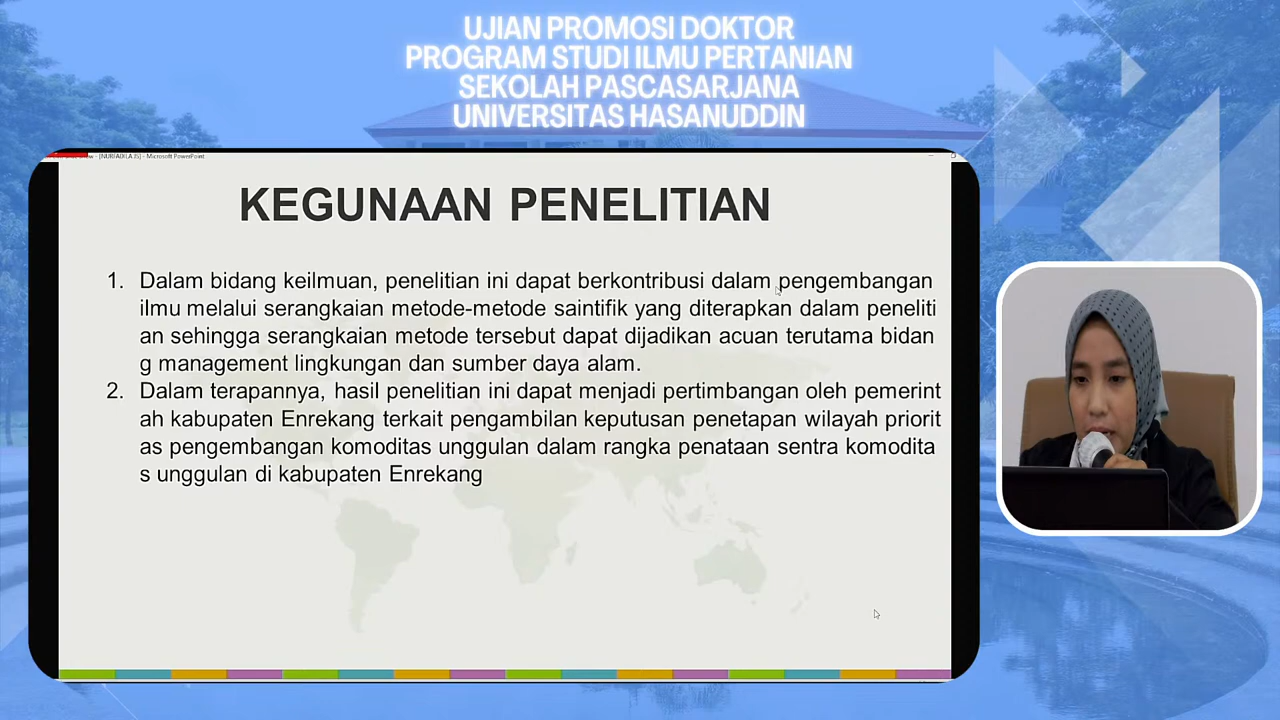 UJIAN PROMOSI DOKTOR
PROGRAM STUDI ILMU PERTANIAN
SEKOLAH PASCASARJANA
UNIVERSITAS HASANUDDIN
- Microsoft PowerPoint
KEGUNAAN PENELITIAN
1. Dalam bidang keilmuan, penelitian ini dapat berkontribusi dalam pengembangan
ilmu melalui serangkaian metode-metode saintifik yang diterapkan dalam peneliti
an sehingga serangkaian metode tersebut dapat dijadikan acuan terutama bidan
g management lingkungan dan sumber daya alam.
2. Dalam terapannya, hasil penelitian ini dapat menjadi pertimbangan oleh pemerint
ah kabupaten Enrekang terkait pengambilan keputusan penetapan wilayah priorit
as pengembangan komoditas unggulan dalam rangka penataan sentra komodita
s unggulan di kabupaten Enrekang